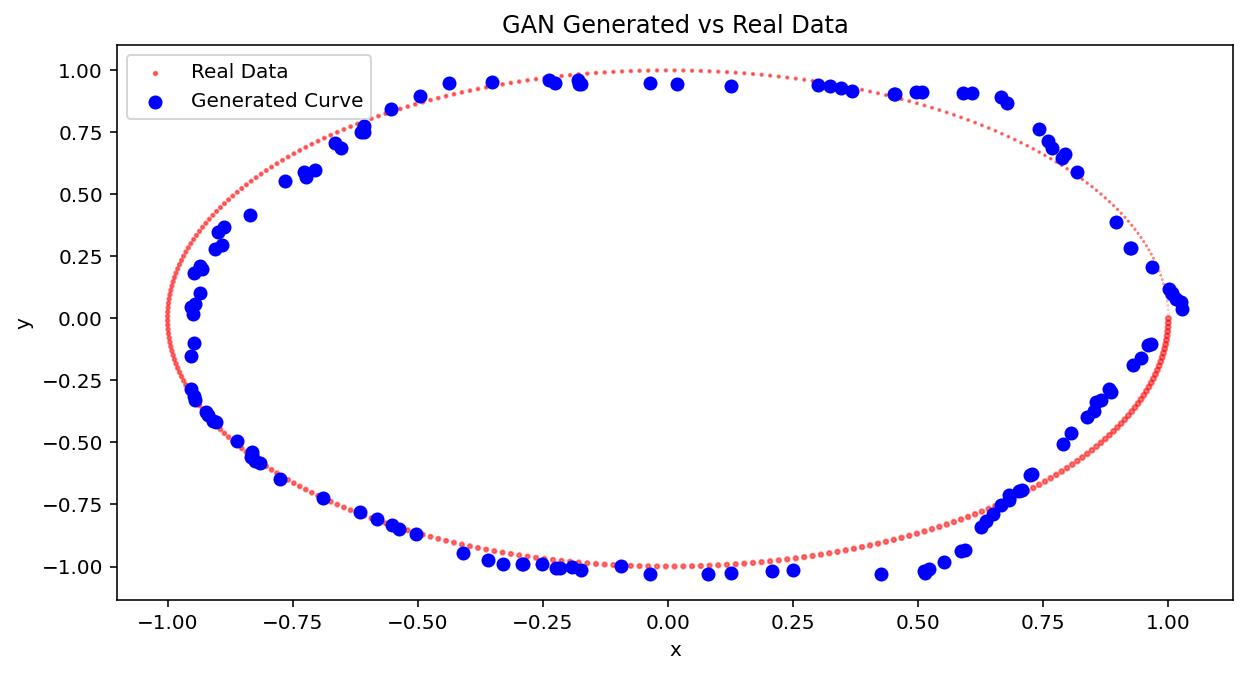 GAN Generated vs Real Data
Real Data
Generated Curve
1.00
0.75
0.50
0.25
0.00
−0.25
−0.50
−0.75
−1.00
y
−1.00 −0.75 −0.50 −0.25 0.00 0.25 0.50 0.75 1.00
x